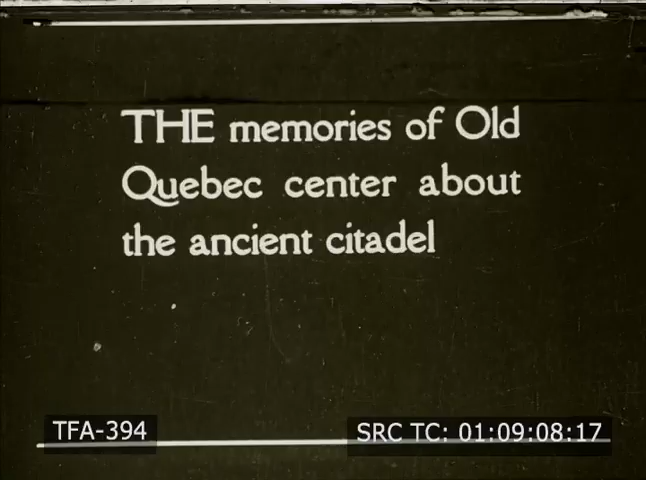 THE memories of Old
Quebec center about
the ancient citadel
TFA-394
SRC TC: 01:09:08:17